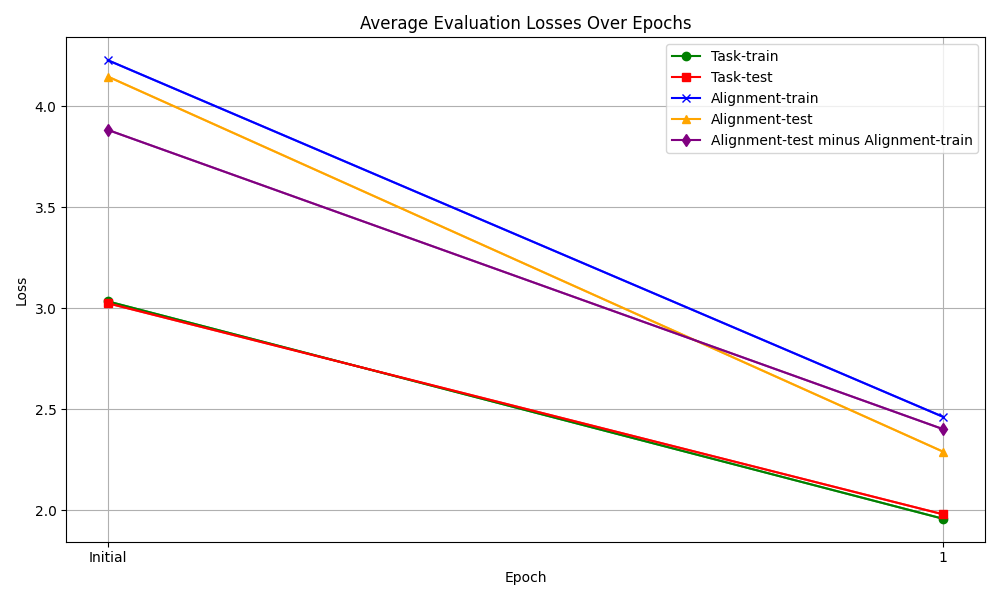 Average Evaluation Losses Over Epochs
Task-train
Task-test
Alignment-train
Alignment-test
Alignment-test minus Alignment-train
4.0
3.5
3.0
2.5
2.0
Loss
Initial
1
Epoch